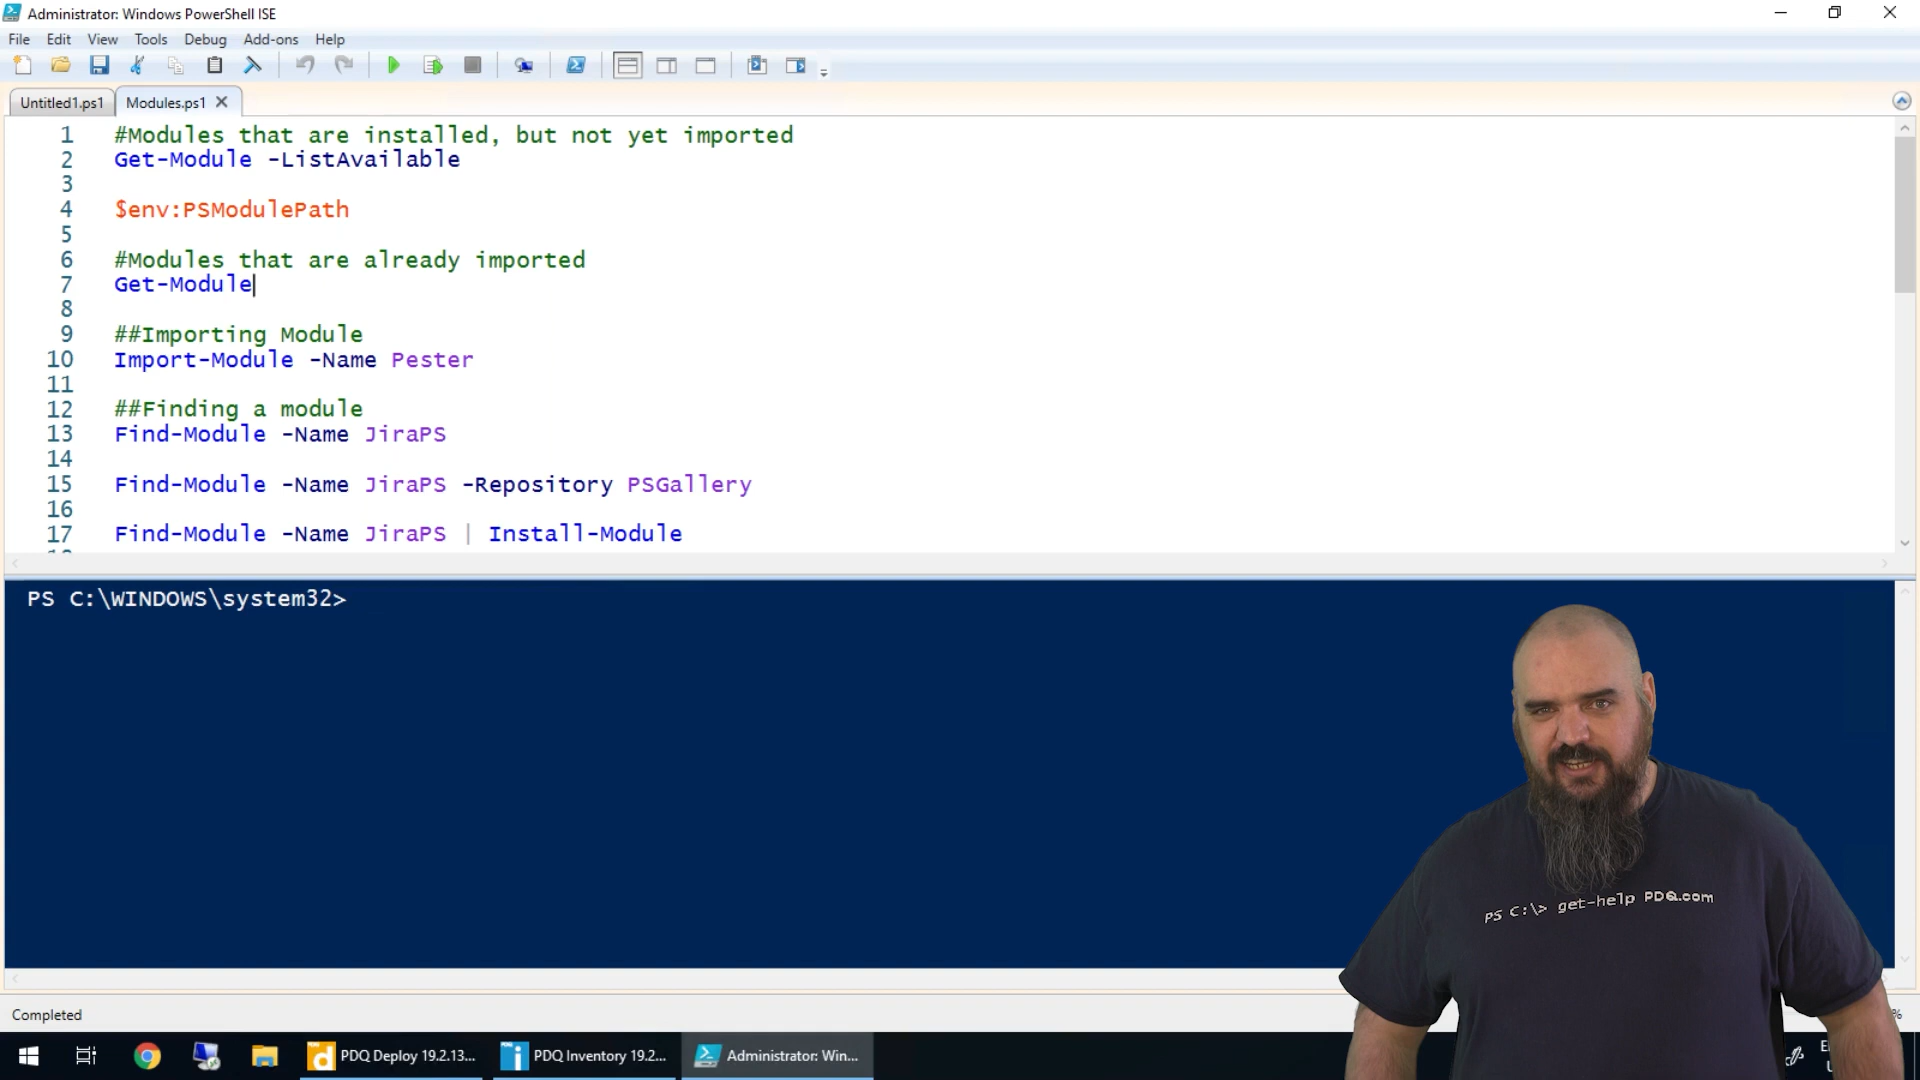 Administrator: Windows PowerShell ISE
File Edit View Tools Debug Add-ons Help
Untitled1.ps1 Modules.ps1
1 #Modules that are installed, but not yet imported
2 Get-Module -ListAvailable
3
4 $env:PSModulePath
5
6 #Modules that are already imported
7 Get-Module
8
9 ##Importing Module
10 Import-Module -Name Pester
11
12 ##Finding a module
13 Find-Module -Name JiraPS
14
15 Find-Module -Name JiraPS -Repository PSGallery
16
17 Find-Module -Name JiraPS | Install-Module
PS C:\WINDOWS\system32>
PS C:\> get-help PDQ.com
Completed
%
PDQ Deploy 19.2.13... PDQ Inventory 19.2... Administrator: Win...